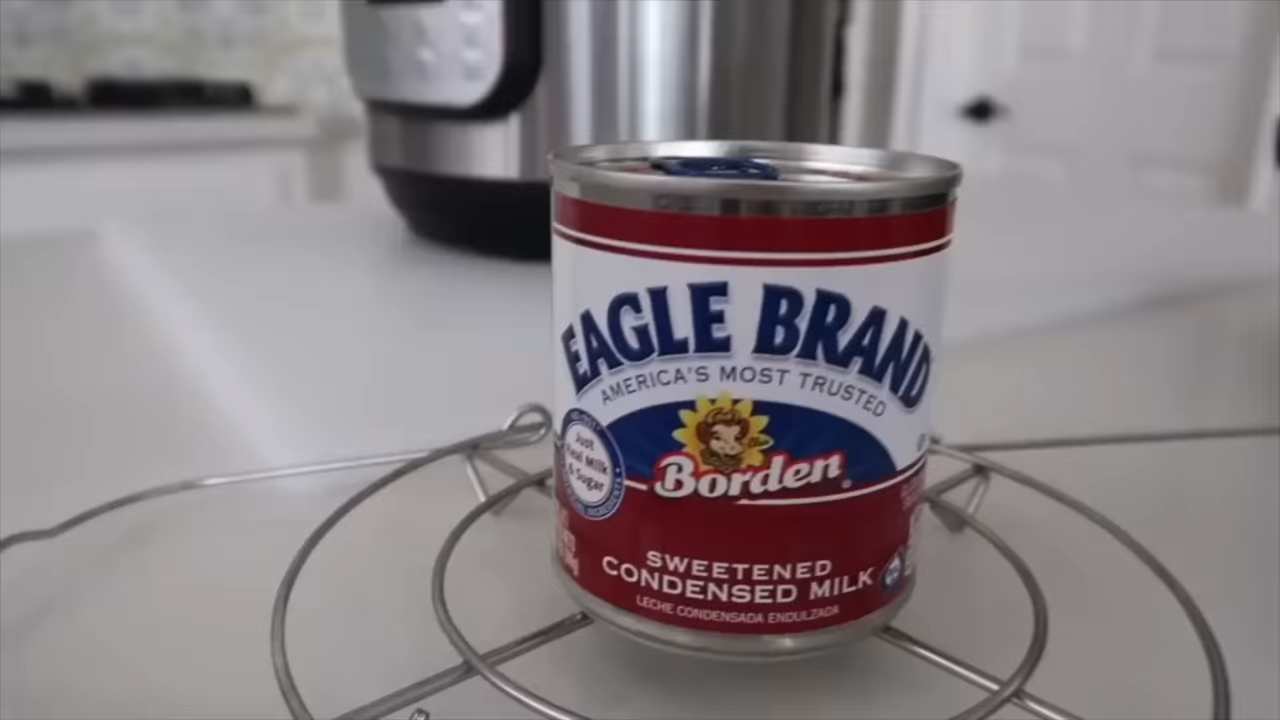 EAGLE BRAND
AMERICA'S MOST TRUSTED
Just
Real Milk
& Sugar
Borden
SWEETENED
CONDENSED MILK
LECHE CONDENSADA ENDULZADA